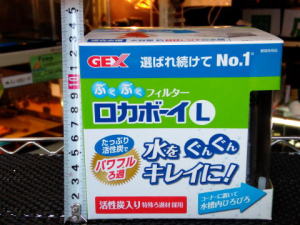 GEX 選ばれ続けて No.1
ぶくぶくフィルター
ロカボーイ L
たっぷり
活性炭で
パワフル
ろ過
水をぐんぐん
キレイに!
コーナーに置いて
水槽内ひろびろ
活性炭入り 特殊ろ過材採用